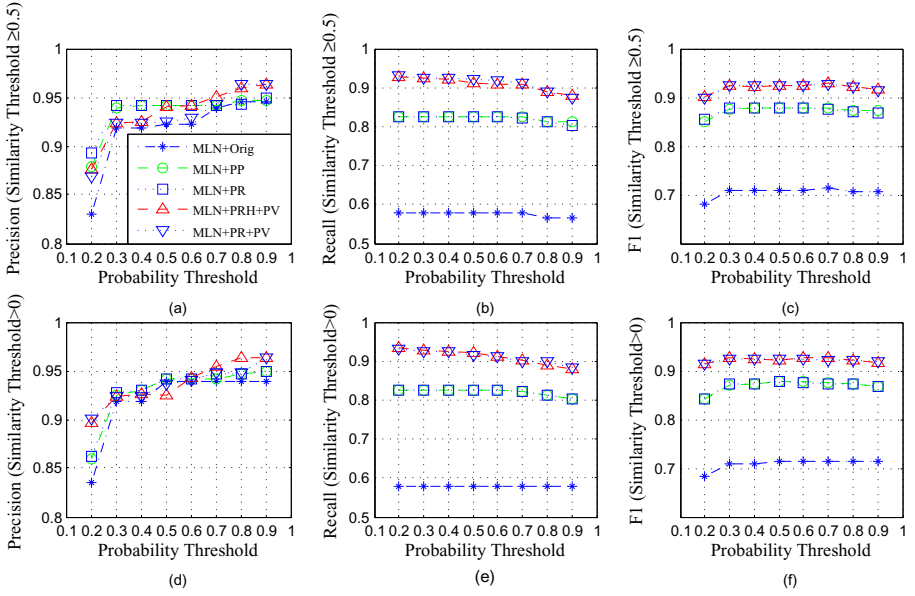 Precision (Similarity Threshold ≥0.5)
1
0.95
0.9
0.85
0.8
0.1 0.2 0.3 0.4 0.5 0.6 0.7 0.8 0.9 1
Probability Threshold
MLN+Orig
MLN+PP
MLN+PR
MLN+PRH+PV
MLN+PR+PV
(a)
Recall (Similarity Threshold ≥0.5)
1
0.9
0.8
0.7
0.6
0.5
0.1 0.2 0.3 0.4 0.5 0.6 0.7 0.8 0.9 1
Probability Threshold
(b)
F1 (Similarity Threshold ≥0.5)
1
0.9
0.8
0.7
0.6
0.1 0.2 0.3 0.4 0.5 0.6 0.7 0.8 0.9 1
Probability Threshold
(c)
Precision (Similarity Threshold>0)
1
0.95
0.9
0.85
0.8
0.1 0.2 0.3 0.4 0.5 0.6 0.7 0.8 0.9 1
Probability Threshold
(d)
Recall (Similarity Threshold>0)
1
0.9
0.8
0.7
0.6
0.5
0.1 0.2 0.3 0.4 0.5 0.6 0.7 0.8 0.9 1
Probability Threshold
(e)
F1 (Similarity Threshold>0)
1
0.9
0.8
0.7
0.6
0.1 0.2 0.3 0.4 0.5 0.6 0.7 0.8 0.9 1
Probability Threshold
(f)